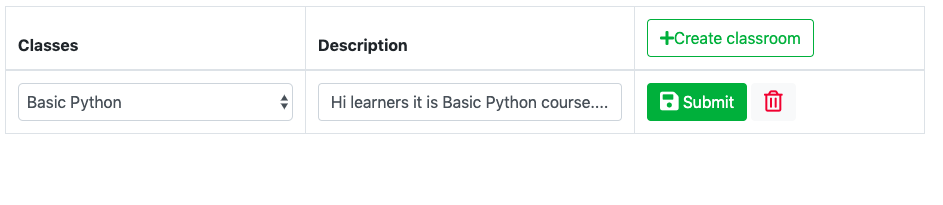 Classes Description +Create classroom
Basic Python Hi learners it is Basic Python course.... Submit